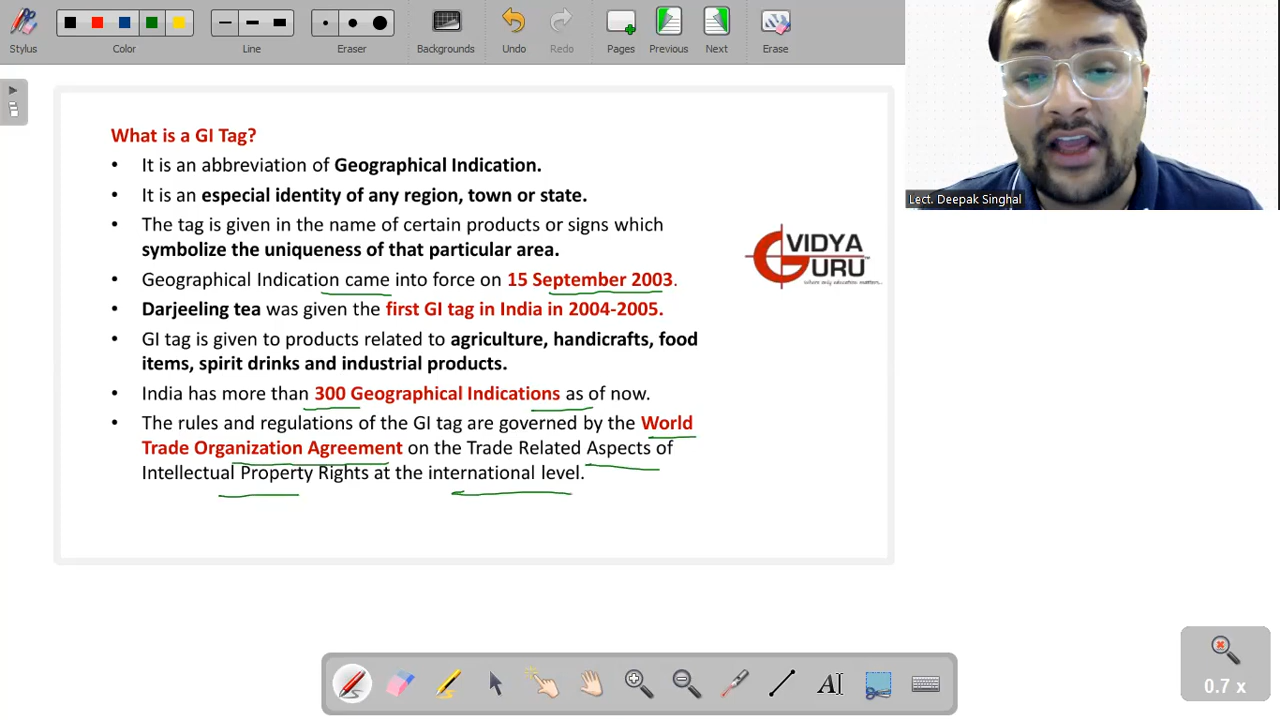 Stylus
Color
Line
Eraser
Backgrounds
Undo
Redo
Pages
Previous
Next
Erase
Lect. Deepak Singhal
What is a GI Tag?
• It is an abbreviation of Geographical Indication.
• It is an especial identity of any region, town or state.
• The tag is given in the name of certain products or signs which
symbolize the uniqueness of that particular area.
• Geographical Indication came into force on 15 September 2003.
• Darjeeling tea was given the first GI tag in India in 2004-2005.
• GI tag is given to products related to agriculture, handicrafts, food
items, spirit drinks and industrial products.
• India has more than 300 Geographical Indications as of now.
• The rules and regulations of the GI tag are governed by the World
Trade Organization Agreement on the Trade Related Aspects of
Intellectual Property Rights at the international level.
VIDYA
GURU
where only education matters...
0.7 x